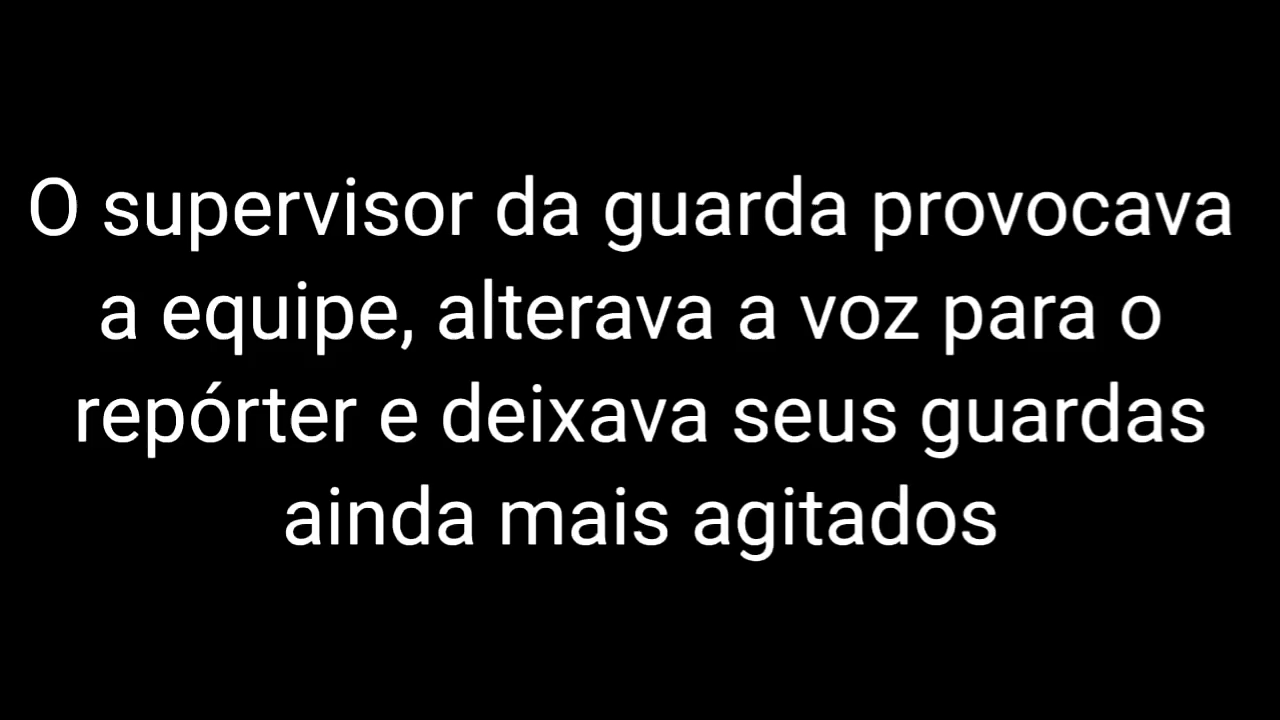 O supervisor da guarda provocava
a equipe, alterava a voz para o
repórter e deixava seus guardas
ainda mais agitados